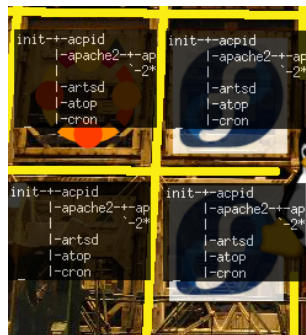 init-+-acpid
|-apache2-+-ap
|         `-2*
|-artsd
|-atop
|-cron
init-+-acpid
|-apache2-+-ap
|         `-2*
|-artsd
|-atop
|-cron
init-+-acpid
|-apache2-+-ap
|         `-2*
|-artsd
|-atop
|-cron
init-+-acpid
|-apache2-+-ap
|         `-2*
|-artsd
|-atop
|-cron